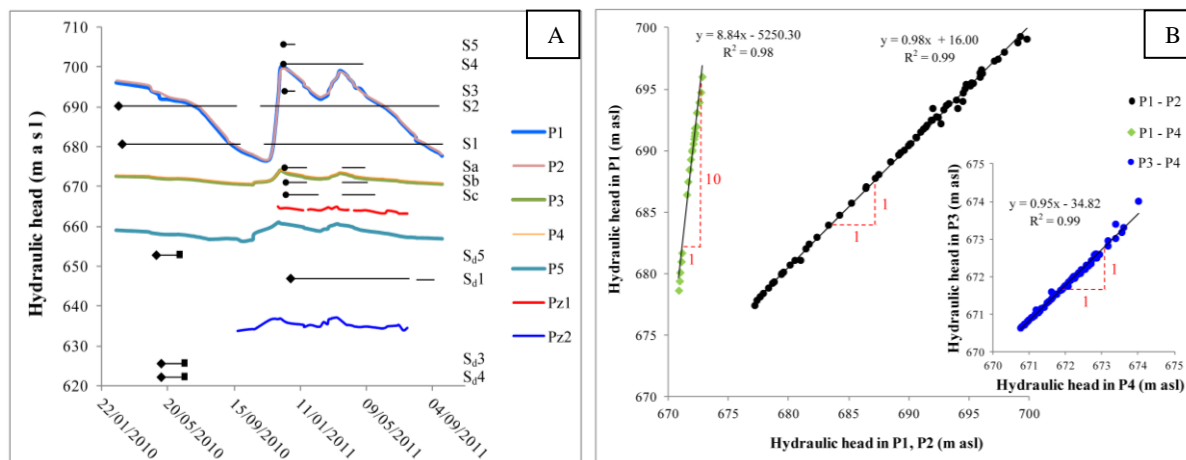 A
Hydraulic head (m a s l)
710
700
690
680
670
660
650
640
630
620
22/01/2010
20/05/2010
15/09/2010
11/01/2011
09/05/2011
04/09/2011
S5
S4
S3
S2
S1
Sa
Sb
Sc
Sd5
Sd1
Sd3
Sd4
P1
P2
P3
P4
P5
Pz1
Pz2
B
Hydraulic head in P1 (m asl)
700
695
690
685
680
675
670
670
675
680
685
690
695
700
Hydraulic head in P1, P2 (m asl)
y = 8.84x - 5250.30
R² = 0.98
y = 0.98x + 16.00
R² = 0.99
10
1
1
1
P1 - P2
P1 - P4
P3 - P4
Hydraulic head in P3 (m asl)
675
674
673
672
671
670
y = 0.95x - 34.82
R² = 0.99
1
1
670
671
672
673
674
675
Hydraulic head in P4 (m asl)